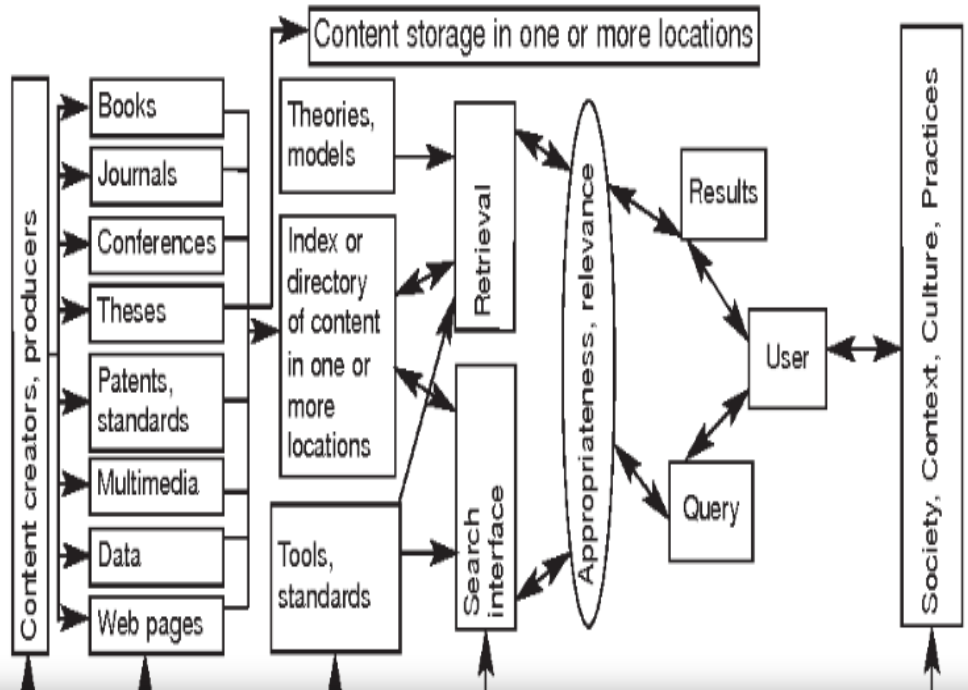 Content storage in one or more locations
Content creators, producers
Books
Journals
Conferences
Theses
Patents,
standards
Multimedia
Data
Web pages
Theories,
models
Index or
directory
of content
in one or
more
locations
Tools,
standards
Retrieval
Search
interface
Appropriateness, relevance
Results
User
Query
Society, Context, Culture, Practices